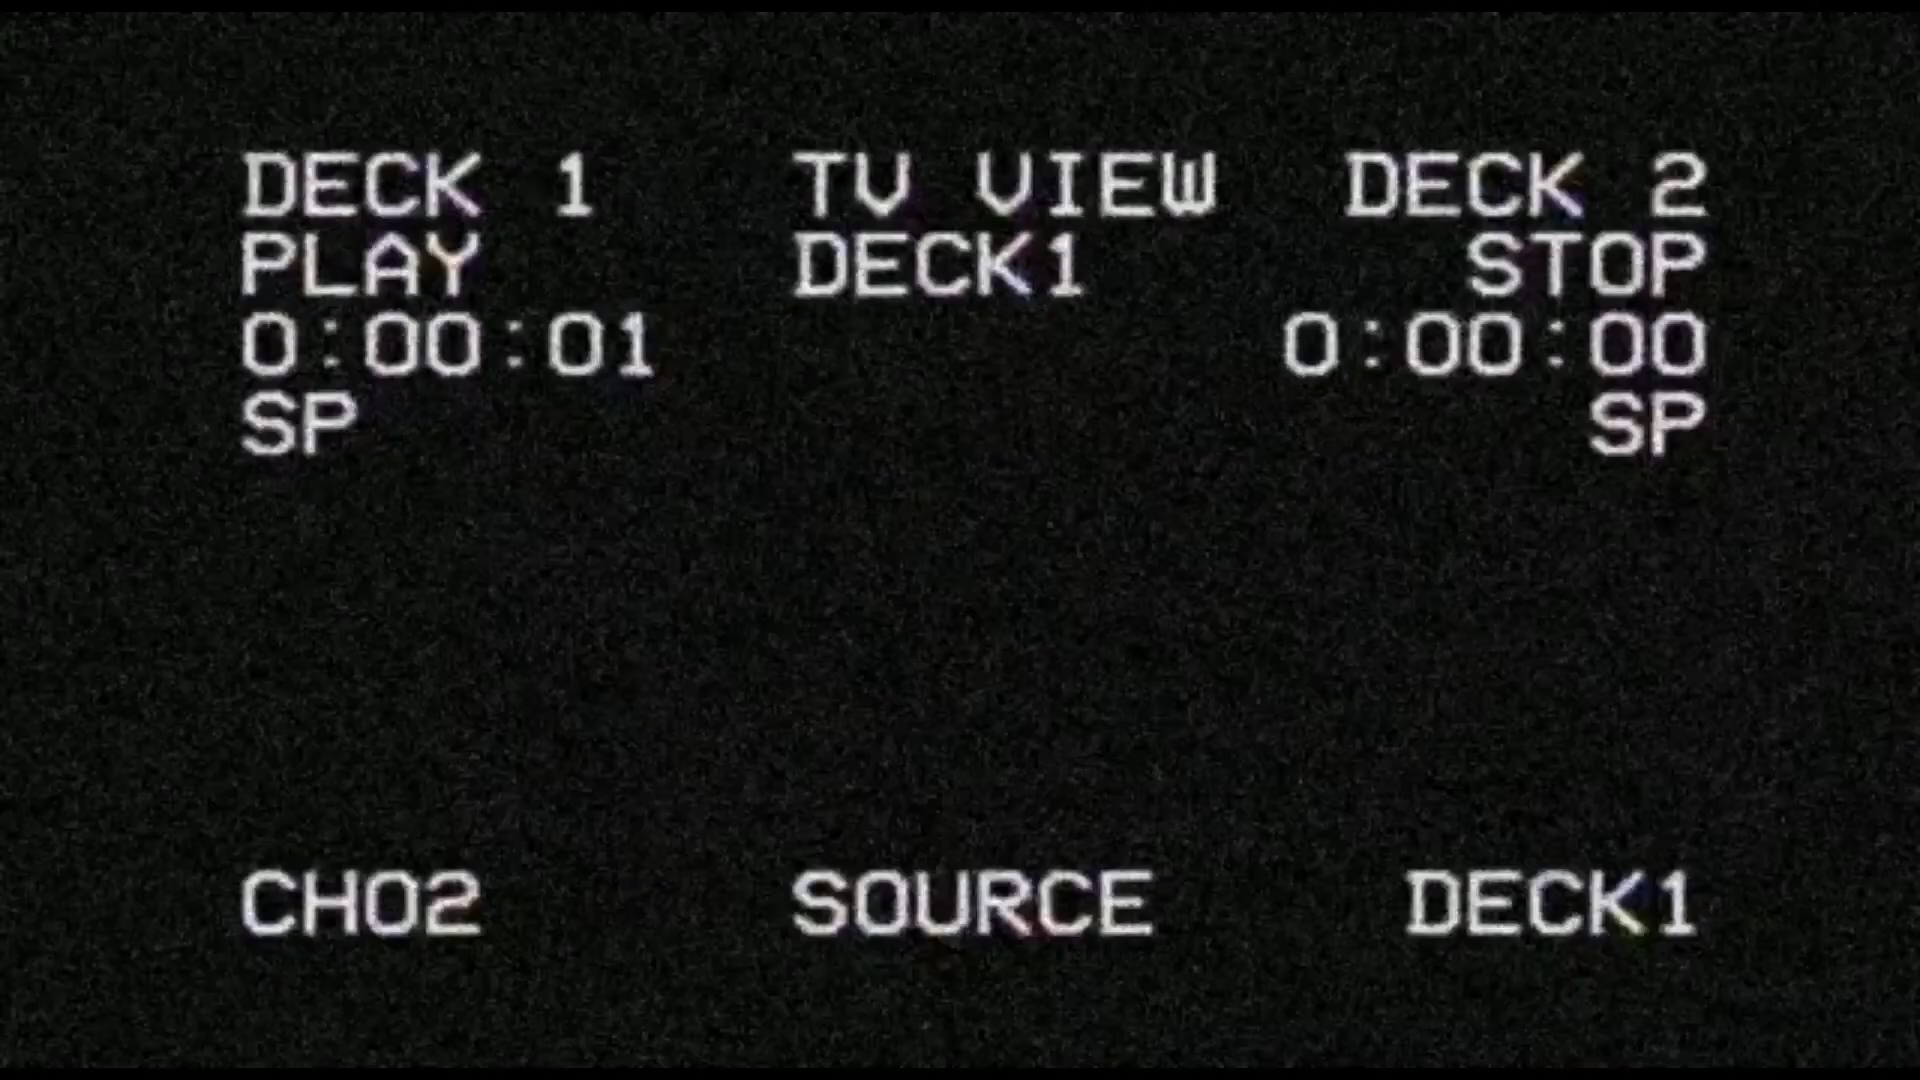 DECK 1 TV VIEW DECK 2
PLAY DECK1 STOP
0:00:01 0:00:00
SP SP
CH02 SOURCE DECK1